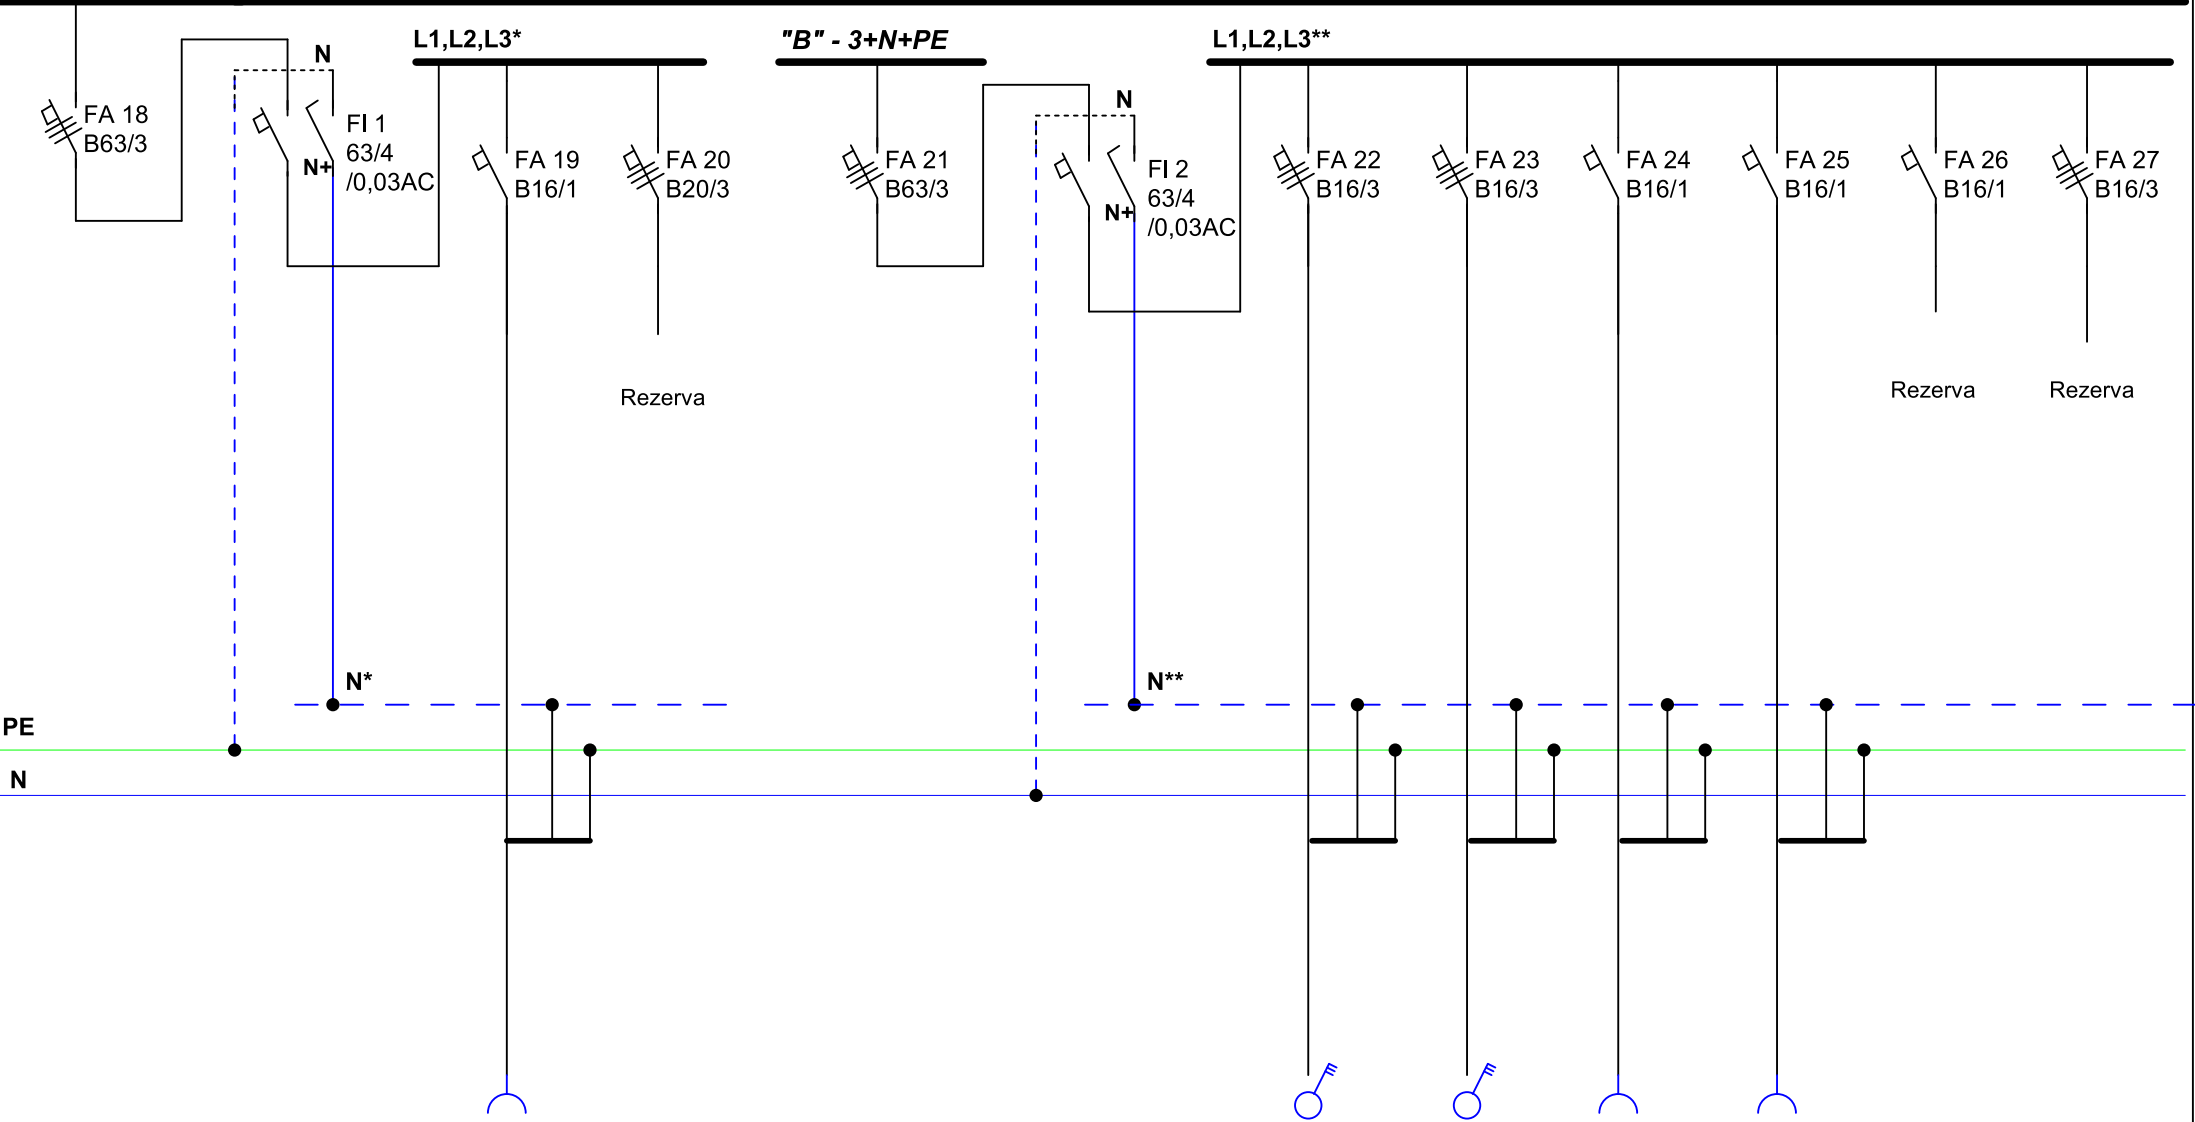 L1,L2,L3*
"B" - 3+N+PE
L1,L2,L3**
N
N
FA 18
B63/3
FI 1
63/4
/0,03AC
N+
FA 19
B16/1
FA 20
B20/3
FA 21
B63/3
FI 2
63/4
/0,03AC
N+
FA 22
B16/3
FA 23
B16/3
FA 24
B16/1
FA 25
B16/1
FA 26
B16/1
FA 27
B16/3
Rezerva
Rezerva
Rezerva
N*
N**
PE
N